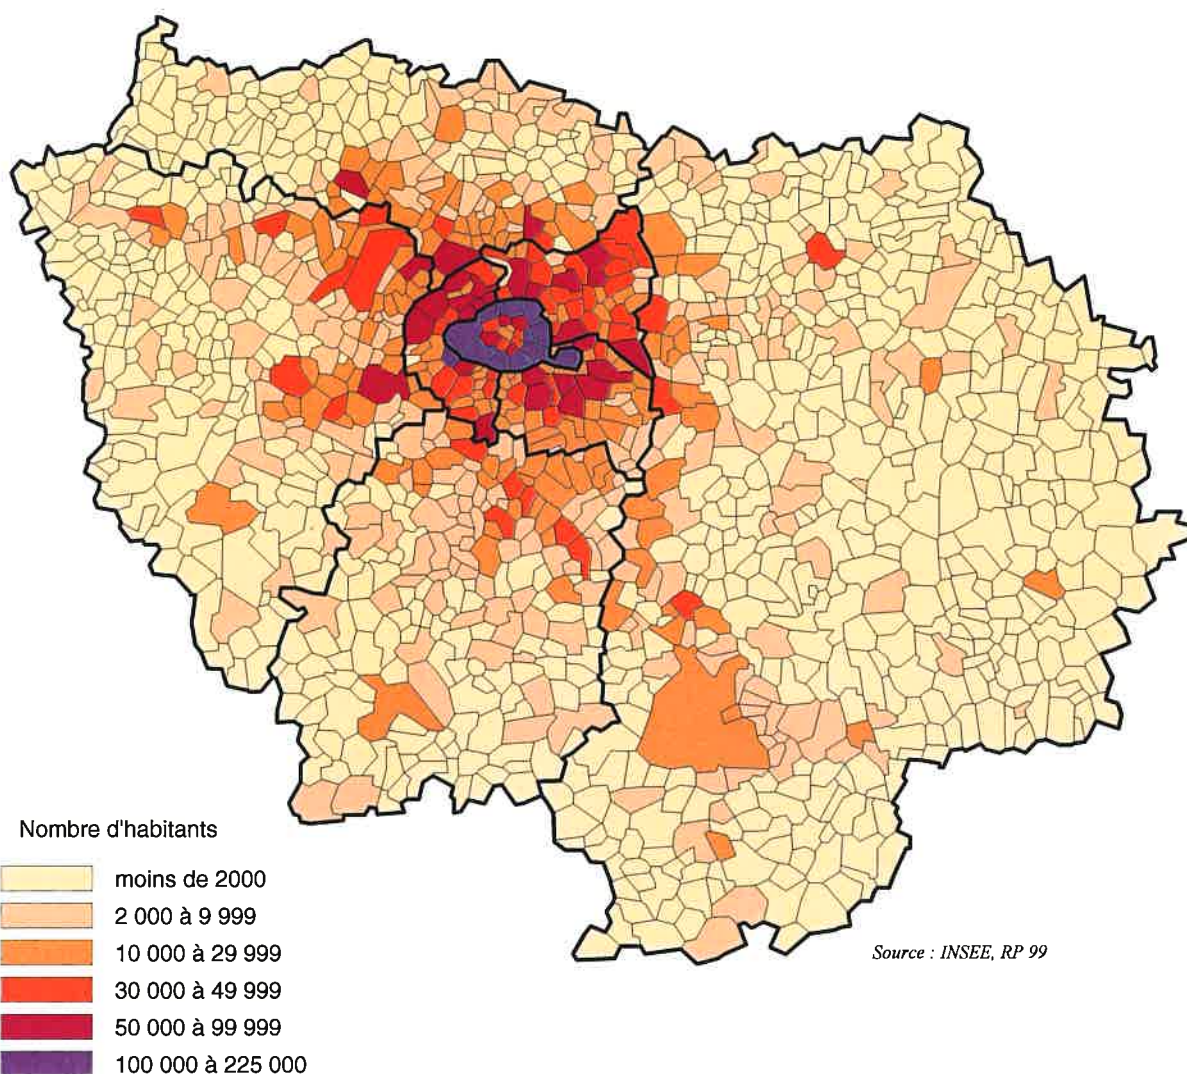 Nombre d'habitants
moins de 2000
2 000 à 9 999
10 000 à 29 999
30 000 à 49 999
50 000 à 99 999
100 000 à 225 000
Source : INSEE, RP 99